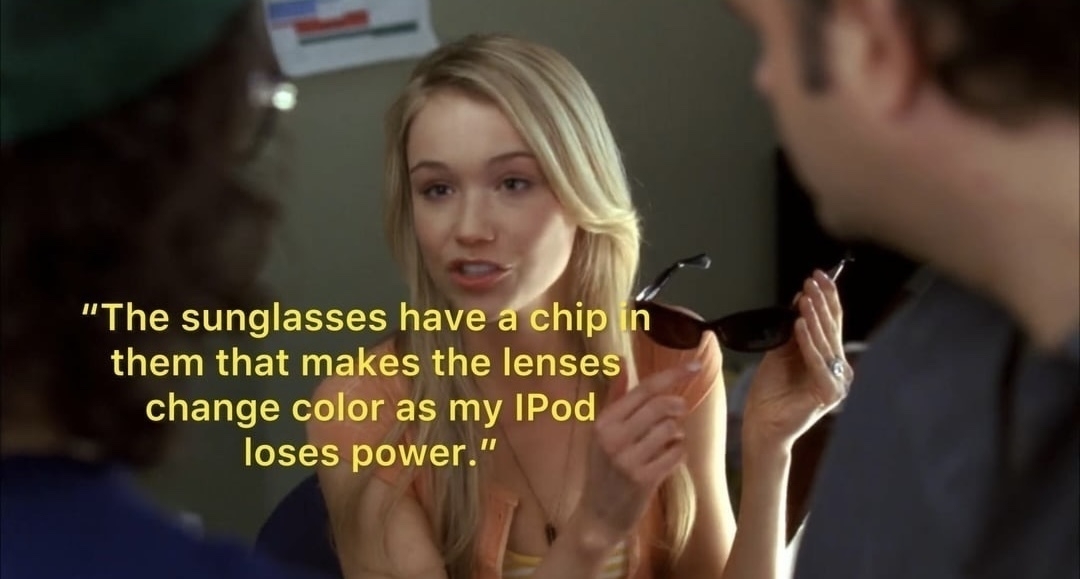 “The sunglasses have a chip in
them that makes the lenses
change color as my IPod
loses power.”